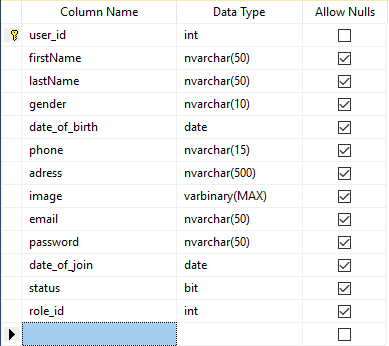 Column Name Data Type Allow Nulls
user_id int
firstName nvarchar(50)
lastName nvarchar(50)
gender nvarchar(10)
date_of_birth date
phone nvarchar(15)
adress nvarchar(500)
image varbinary(MAX)
email nvarchar(50)
password nvarchar(50)
date_of_join date
status bit
role_id int